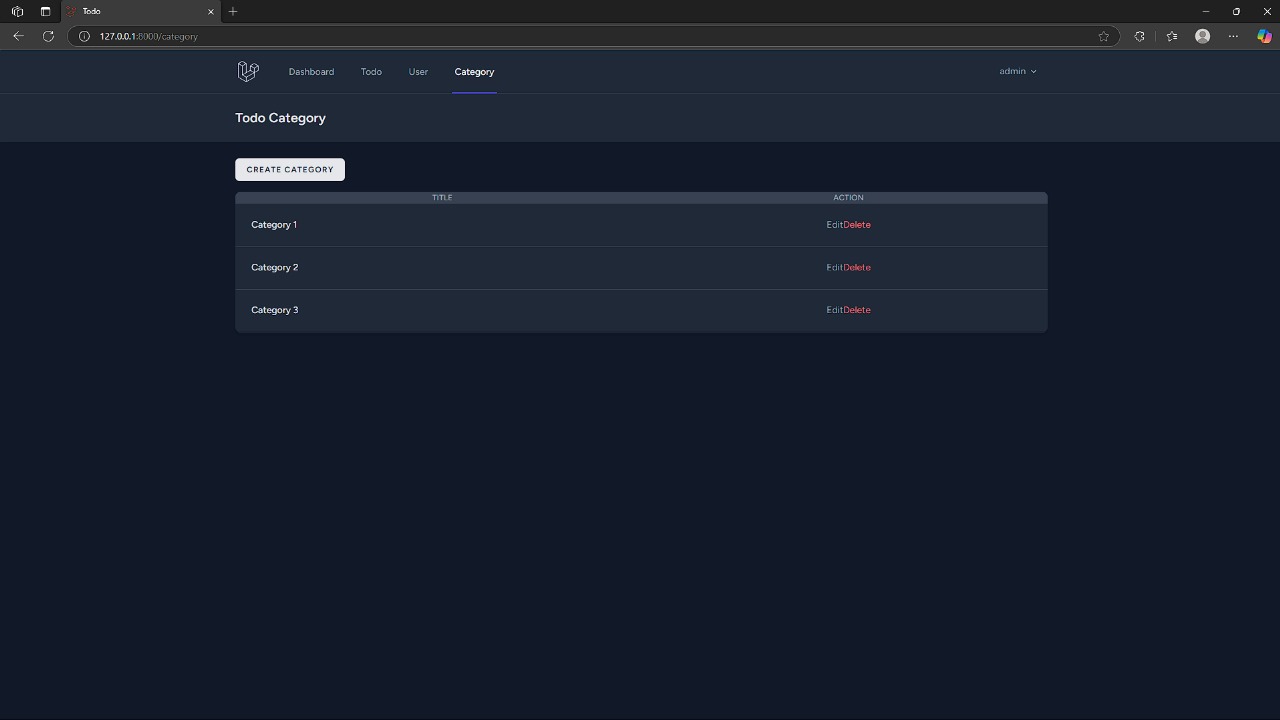 Todo
127.0.0.1:8000/category
Dashboard Todo User Category admin
Todo Category
CREATE CATEGORY
TITLE ACTION
Category 1 EditDelete
Category 2 EditDelete
Category 3 EditDelete